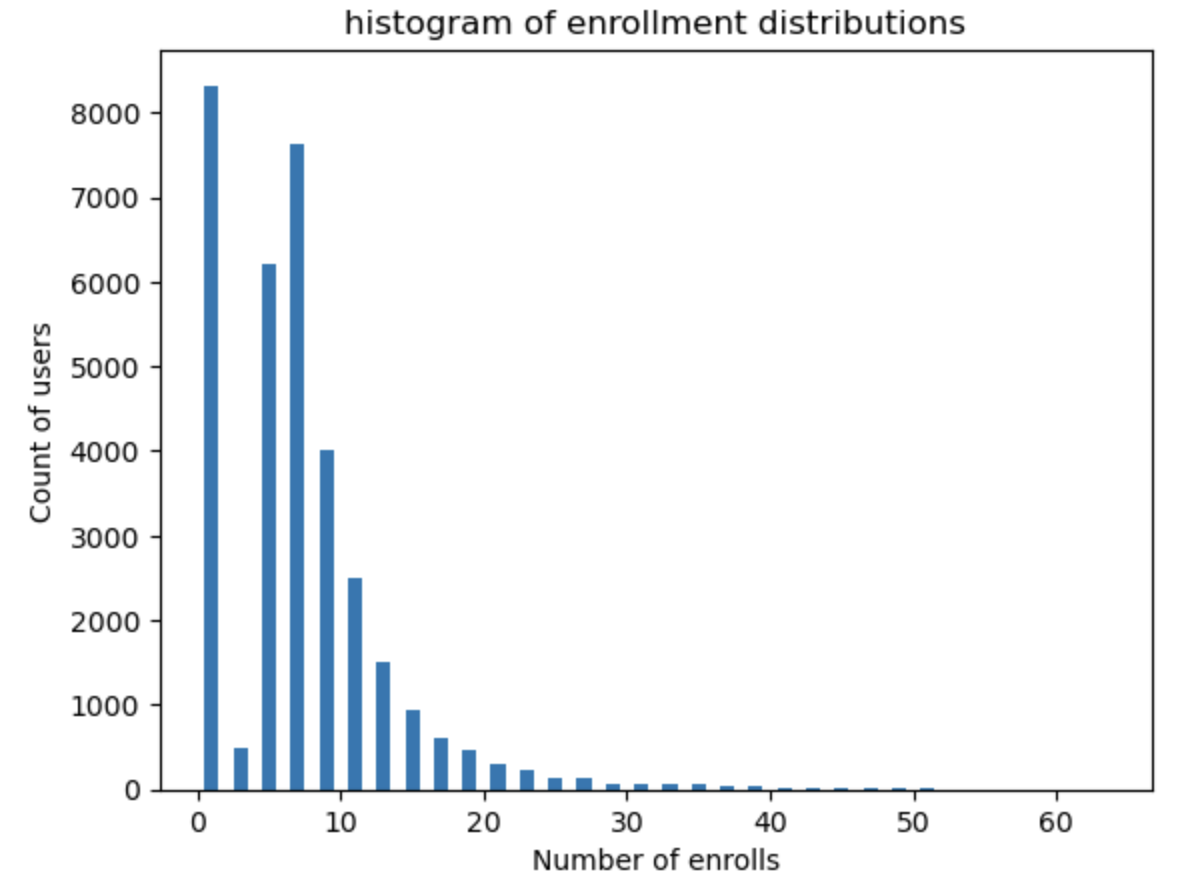 histogram of enrollment distributions
8000
7000
6000
5000
4000
3000
2000
1000
0
Count of users
0 10 20 30 40 50 60
Number of enrolls